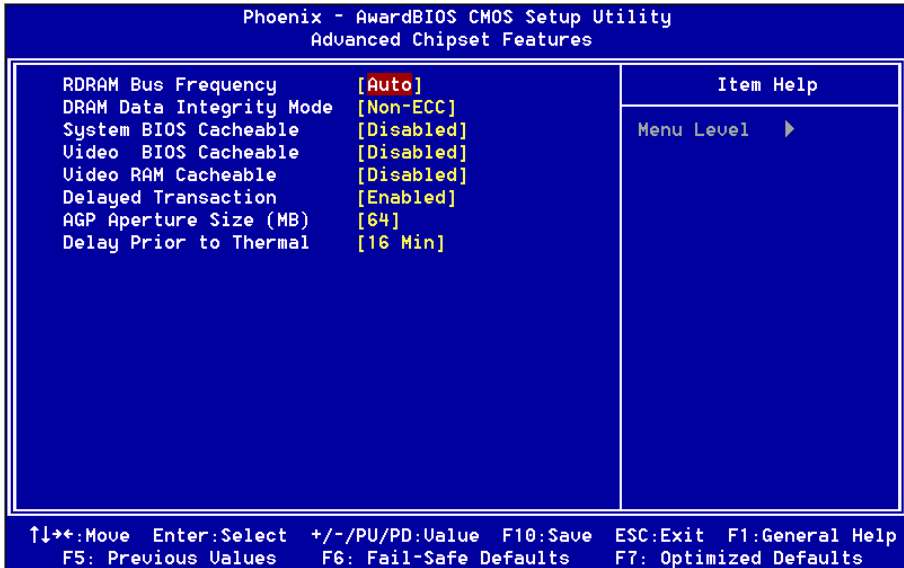 Phoenix - AwardBIOS CMOS Setup Utility
Advanced Chipset Features
RDRAM Bus Frequency [Auto]
DRAM Data Integrity Mode [Non-ECC]
System BIOS Cacheable [Disabled]
Video BIOS Cacheable [Disabled]
Video RAM Cacheable [Disabled]
Delayed Transaction [Enabled]
AGP Aperture Size (MB) [64]
Delay Prior to Thermal [16 Min]
Item Help
Menu Level ▶
↑↓→←:Move Enter:Select +/-/PU/PD:Value F10:Save ESC:Exit F1:General Help
F5: Previous Values F6: Fail-Safe Defaults F7: Optimized Defaults